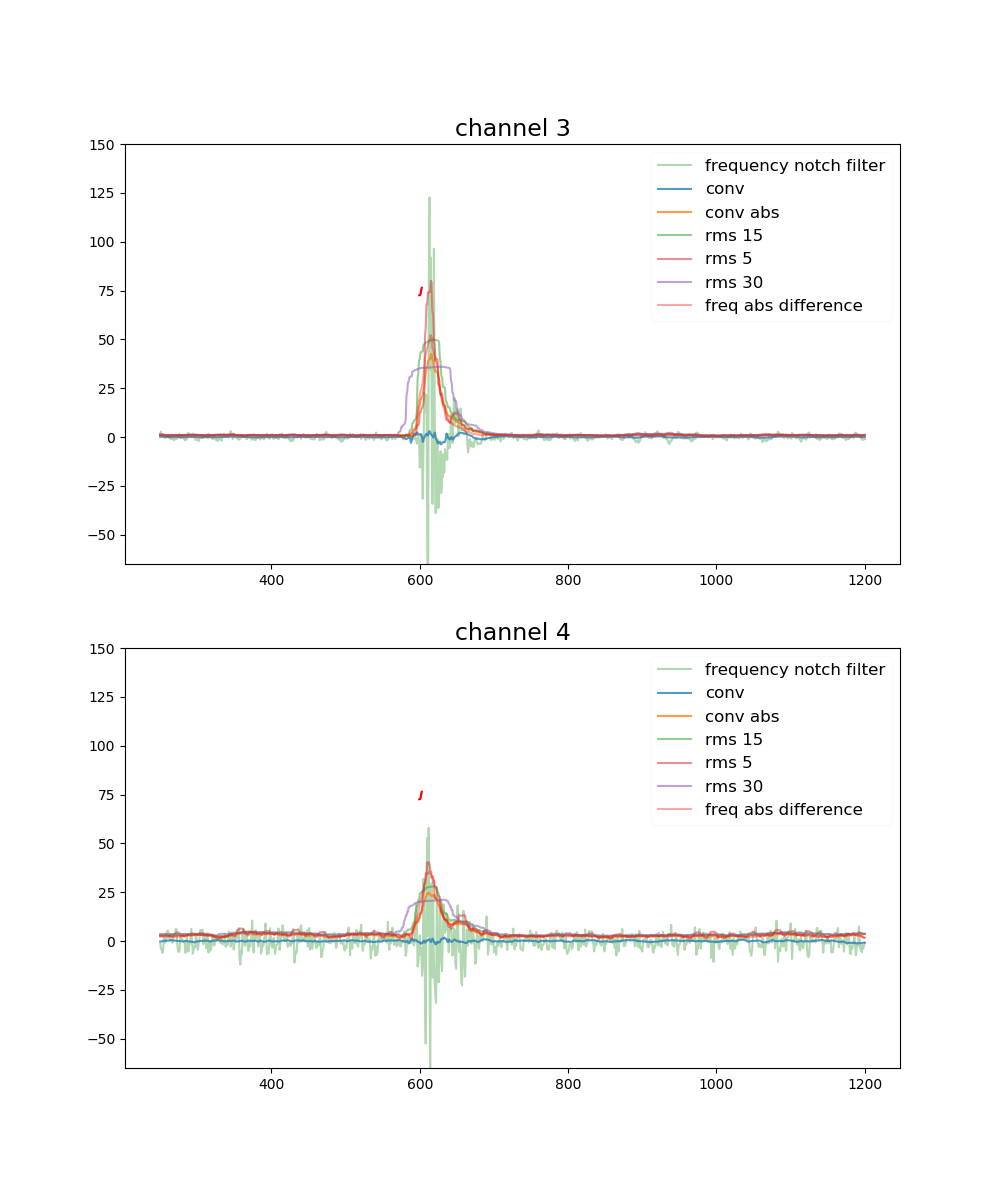 channel 3
150
125
100
75
50
25
0
−25
−50
400 600 800 1000 1200
frequency notch filter
conv
conv abs
rms 15
rms 5
rms 30
freq abs difference
channel 4
150
125
100
75
50
25
0
−25
−50
400 600 800 1000 1200
frequency notch filter
conv
conv abs
rms 15
rms 5
rms 30
freq abs difference